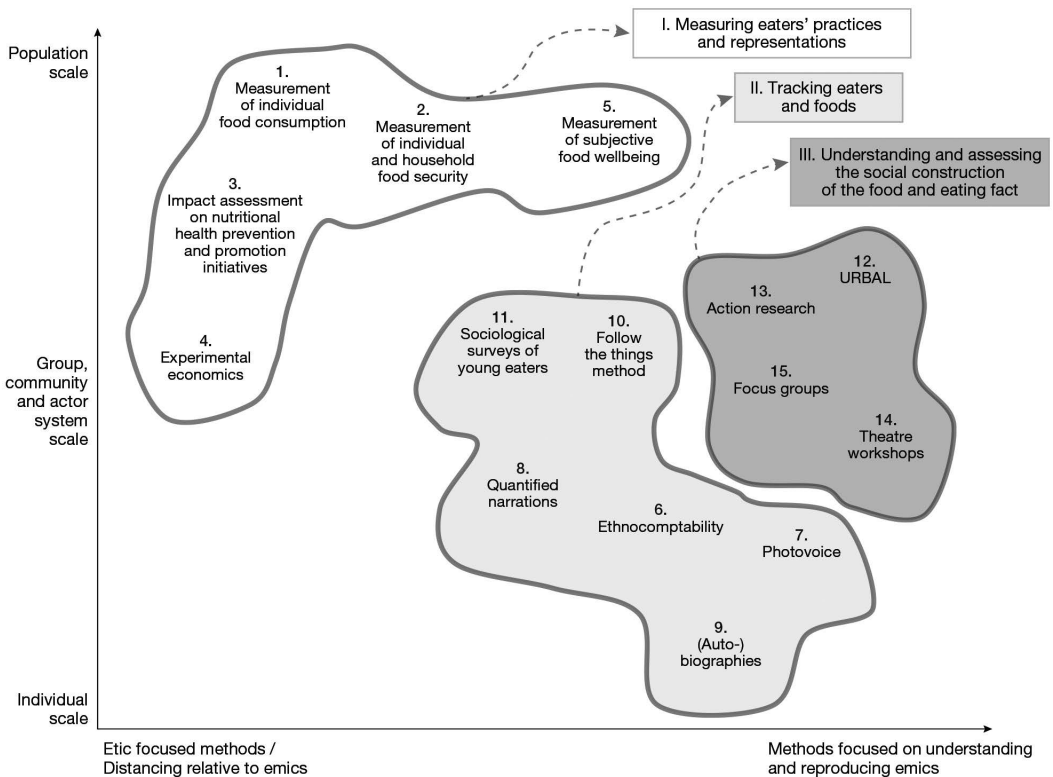 Population
scale
I. Measuring eaters’ practices
and representations
II. Tracking eaters
and foods
III. Understanding and assessing
the social construction
of the food and eating fact
1.
Measurement
of individual
food consumption
2.
Measurement
of individual
and household
food security
5.
Measurement
of subjective
food wellbeing
3.
Impact assessment
on nutritional
health prevention
and promotion
initiatives
4.
Experimental
economics
Group,
community
and actor
system
scale
11.
Sociological
surveys of
young eaters
10.
Follow
the things
method
12.
URBAL
13.
Action research
15.
Focus groups
14.
Theatre
workshops
8.
Quantified
narrations
6.
Ethnocomptability
7.
Photovoice
9.
(Auto-)
biographies
Individual
scale
Etic focused methods /
Distancing relative to emics
Methods focused on understanding
and reproducing emics